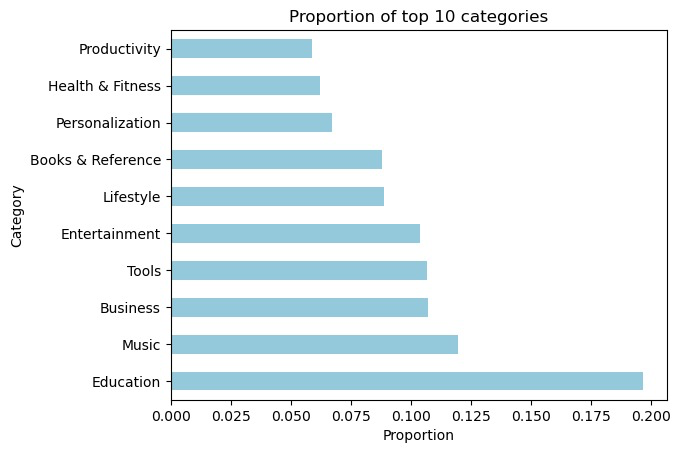 Proportion of top 10 categories
Productivity
Health & Fitness
Personalization
Books & Reference
Lifestyle
Entertainment
Tools
Business
Music
Education
Category
0.000 0.025 0.050 0.075 0.100 0.125 0.150 0.175 0.200
Proportion